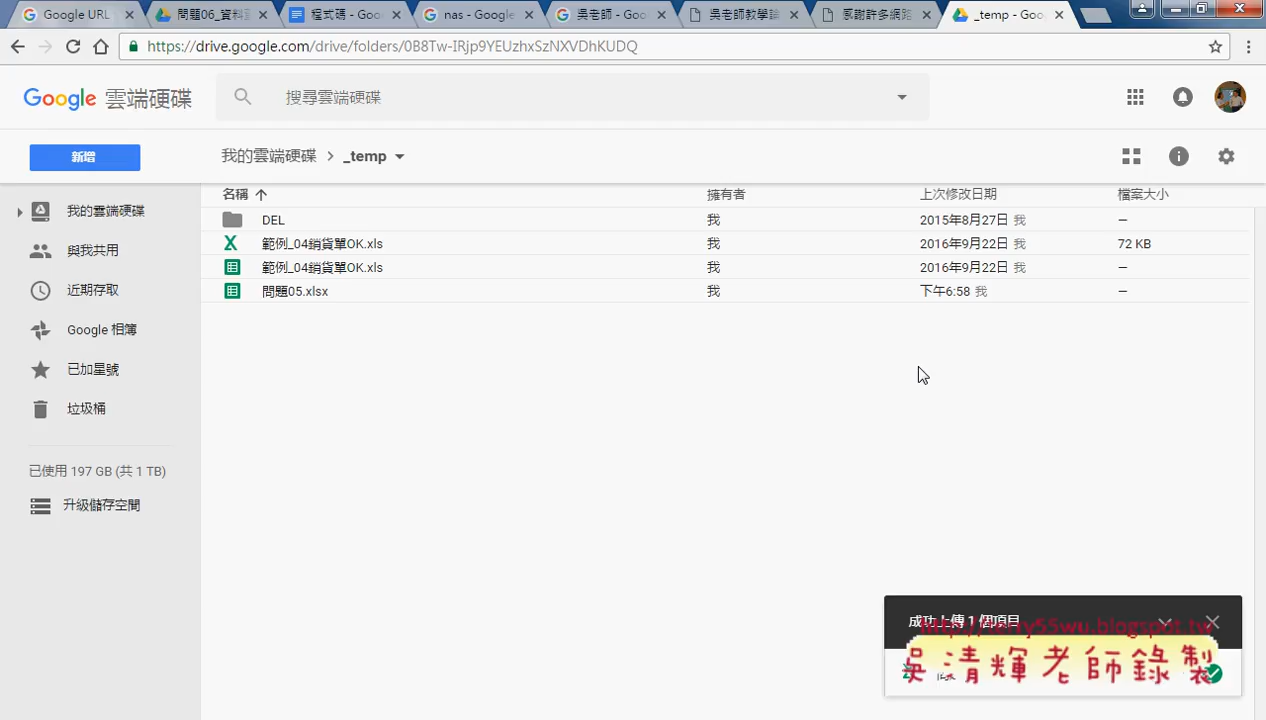 Google URL
問題06_資料
程式碼 - Goo
nas - Google
吳老師 - Goo
吳老師教學論
感謝許多網路
_temp - Goo
https://drive.google.com/drive/folders/0B8Tw-IRjp9YEUzhxSzNXVDhKUDQ
Google 雲端硬碟
搜尋雲端硬碟
新增
我的雲端硬碟 > _temp
名稱 擁有者 上次修改日期 檔案大小
我的雲端硬碟
與我共用
近期存取
Google 相簿
已加星號
垃圾桶
已使用 197 GB (共 1 TB)
升級儲存空間
DEL 我 2015年8月27日 我 –
範例_04銷貨單OK.xls 我 2016年9月22日 我 72 KB
範例_04銷貨單OK.xls 我 2016年9月22日 我 –
問題05.xlsx 我 下午6:58 我 –
成功上傳 1 個項目
http://terry55wu.blogspot.tw
吳清輝老師錄製